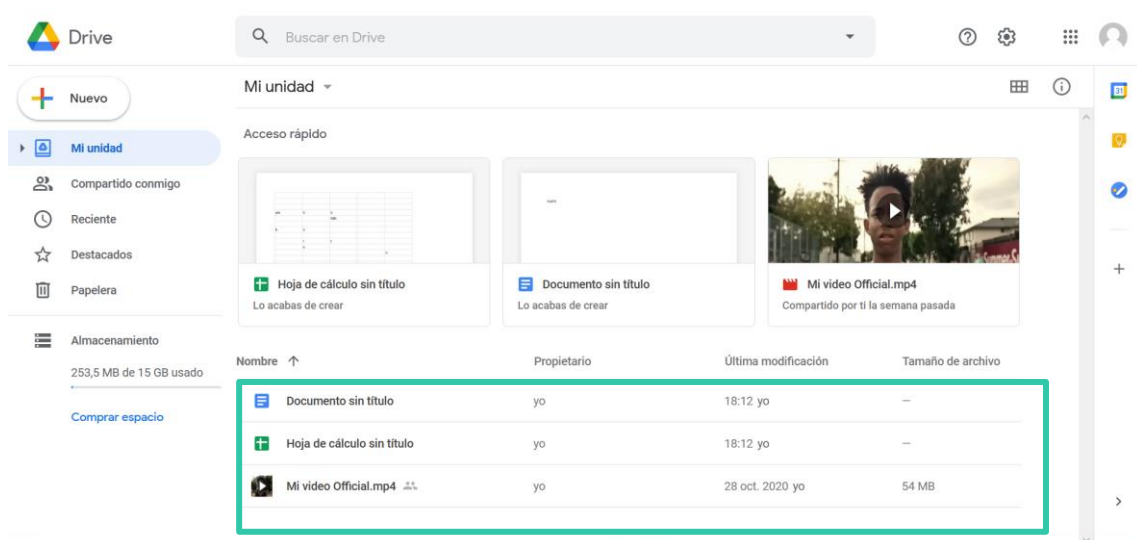 Drive
Buscar en Drive
Nuevo
Mi unidad
Compartido conmigo
Reciente
Destacados
Papelera
Almacenamiento
253,5 MB de 15 GB usado
Comprar espacio
Mi unidad
Acceso rápido
Hoja de cálculo sin título
Lo acabas de crear
Documento sin título
Lo acabas de crear
Mi video Official.mp4
Compartido por ti la semana pasada
Nombre Propietario Última modificación Tamaño de archivo
Documento sin título yo 18:12 yo —
Hoja de cálculo sin título yo 18:12 yo —
Mi video Official.mp4 yo 28 oct. 2020 yo 54 MB
31